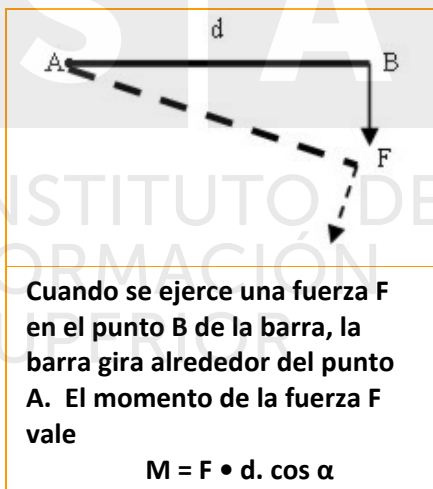 S A
d
A B
F
INSTITUTO DE
FORMACIÓN
SUPERIOR
Cuando se ejerce una fuerza F
en el punto B de la barra, la
barra gira alrededor del punto
A. El momento de la fuerza F
vale
M = F • d. cos α